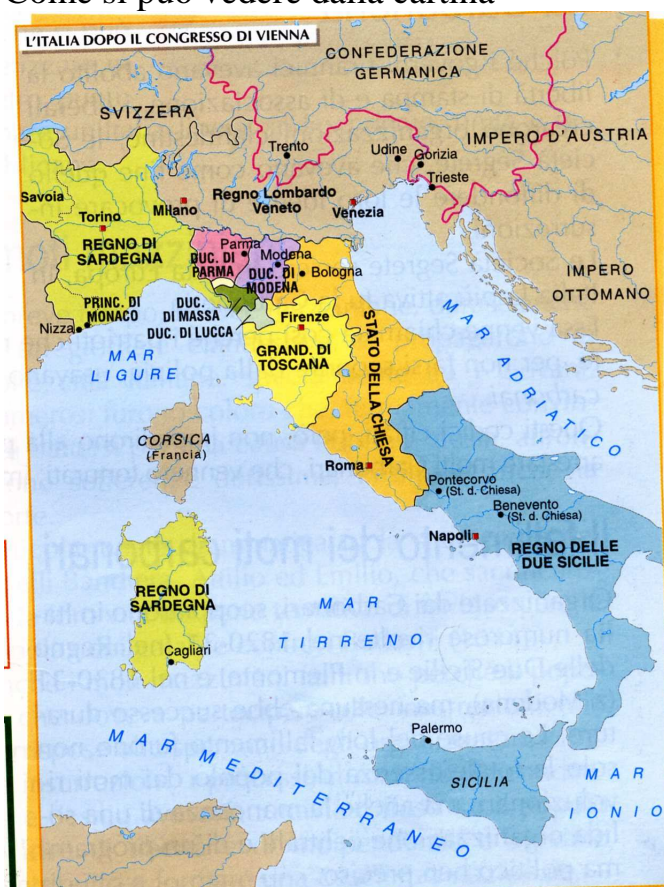 Come si può vedere dalla cartina
L'ITALIA DOPO IL CONGRESSO DI VIENNA
CONFEDERAZIONE
GERMANICA
SVIZZERA
IMPERO D'AUSTRIA
Trento
Udine
Gorizia
Trieste
Savoia
Torino
Milano
Regno Lombardo
Veneto
Venezia
REGNO DI
SARDEGNA
Parma
DUC. DI
PARMA
Modena
DUC. DI
MODENA
Bologna
IMPERO
OTTOMANO
PRINC. DI
MONACO
Nizza
DUC.
DI MASSA
DUC. DI LUCCA
Firenze
GRAND. DI
TOSCANA
STATO DELLA CHIESA
MAR
LIGURE
MAR ADRIATICO
CORSICA
(Francia)
Roma
Pontecorvo
(St. d. Chiesa)
Benevento
(St. d. Chiesa)
Napoli
REGNO DELLE
DUE SICILIE
REGNO DI
SARDEGNA
Cagliari
MAR
TIRRENO
Palermo
SICILIA
MAR
IONIO
MAR MEDITERRANEO